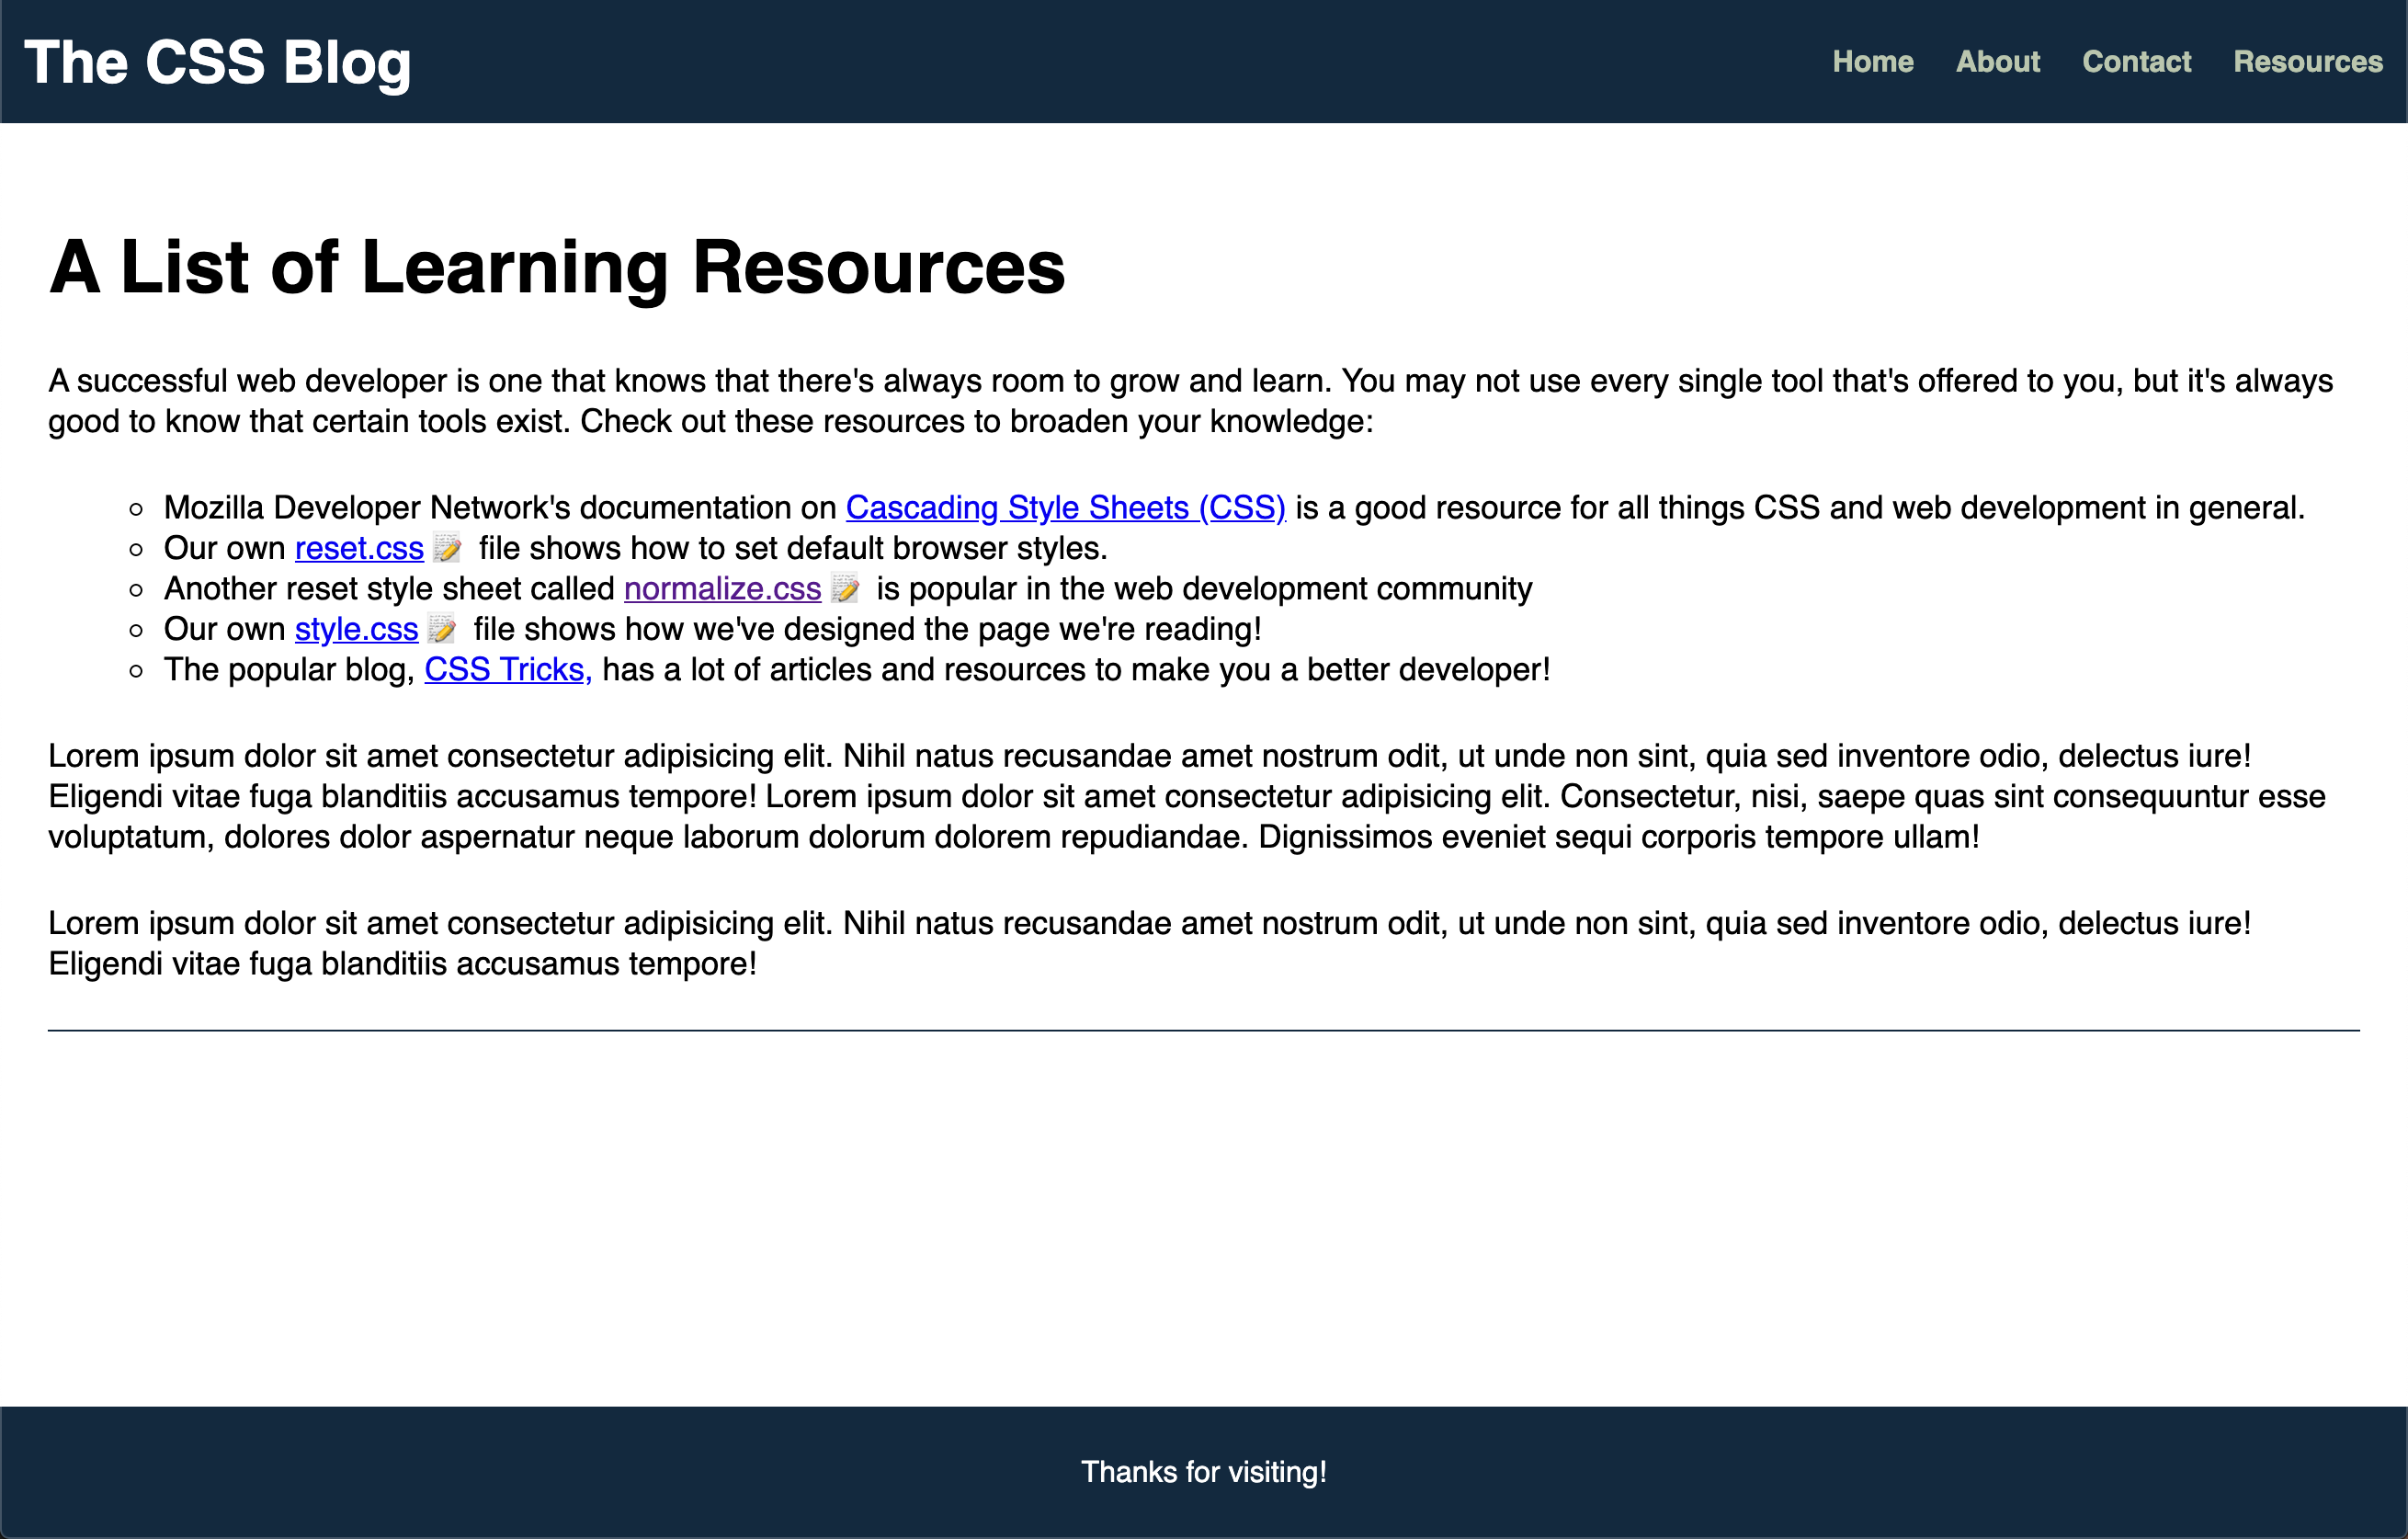 The CSS Blog
Home About Contact Resources
A List of Learning Resources
A successful web developer is one that knows that there's always room to grow and learn. You may not use every single tool that's offered to you, but it's always
good to know that certain tools exist. Check out these resources to broaden your knowledge:
Mozilla Developer Network's documentation on Cascading Style Sheets (CSS) is a good resource for all things CSS and web development in general.
Our own reset.css 📝 file shows how to set default browser styles.
Another reset style sheet called normalize.css 📝 is popular in the web development community
Our own style.css 📝 file shows how we've designed the page we're reading!
The popular blog, CSS Tricks, has a lot of articles and resources to make you a better developer!
Lorem ipsum dolor sit amet consectetur adipisicing elit. Nihil natus recusandae amet nostrum odit, ut unde non sint, quia sed inventore odio, delectus iure!
Eligendi vitae fuga blanditiis accusamus tempore! Lorem ipsum dolor sit amet consectetur adipisicing elit. Consectetur, nisi, saepe quas sint consequuntur esse
voluptatum, dolores dolor aspernatur neque laborum dolorum dolorem repudiandae. Dignissimos eveniet sequi corporis tempore ullam!
Lorem ipsum dolor sit amet consectetur adipisicing elit. Nihil natus recusandae amet nostrum odit, ut unde non sint, quia sed inventore odio, delectus iure!
Eligendi vitae fuga blanditiis accusamus tempore!
Thanks for visiting!